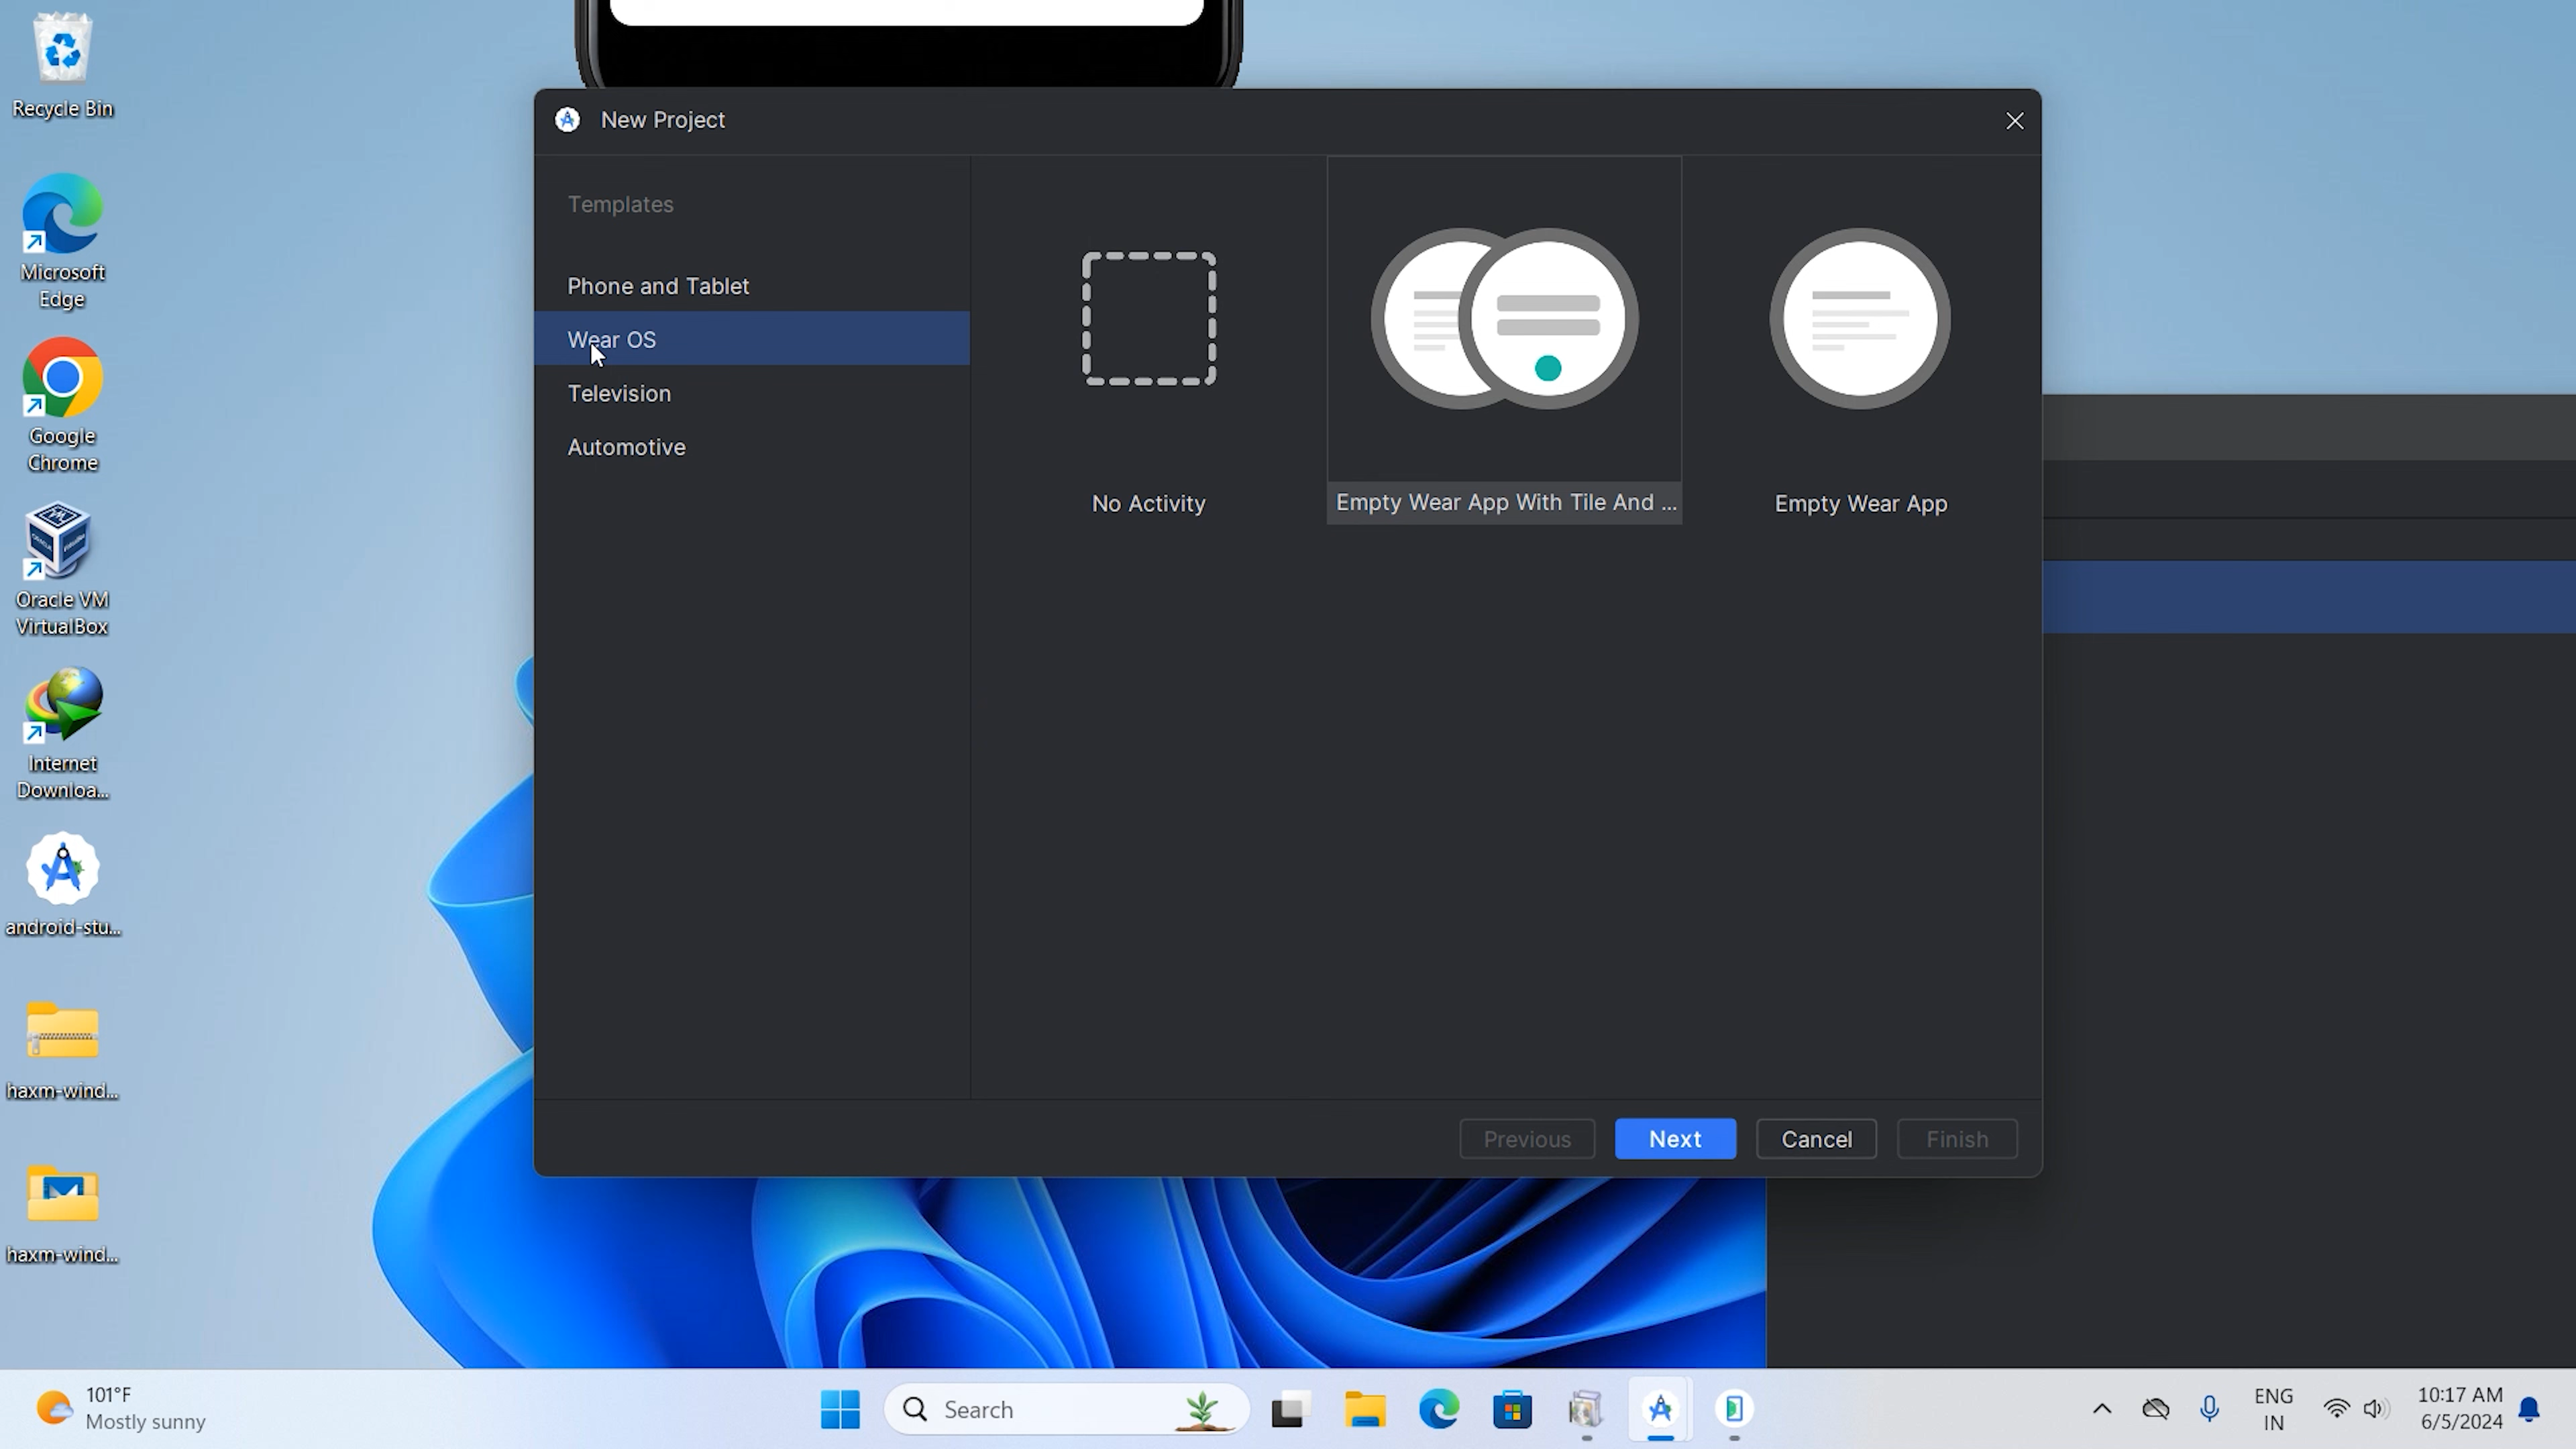 Recycle Bin
Microsoft
Edge
Google
Chrome
Oracle VM
VirtualBox
Internet
Downloa...
android-stu...
haxm-wind...
haxm-wind...
New Project
Templates
Phone and Tablet
Wear OS
Television
Automotive
No Activity
Empty Wear App With Tile And ...
Empty Wear App
Previous
Next
Cancel
Finish
101°F
Mostly sunny
Search
ENG
IN
10:17 AM
6/5/2024